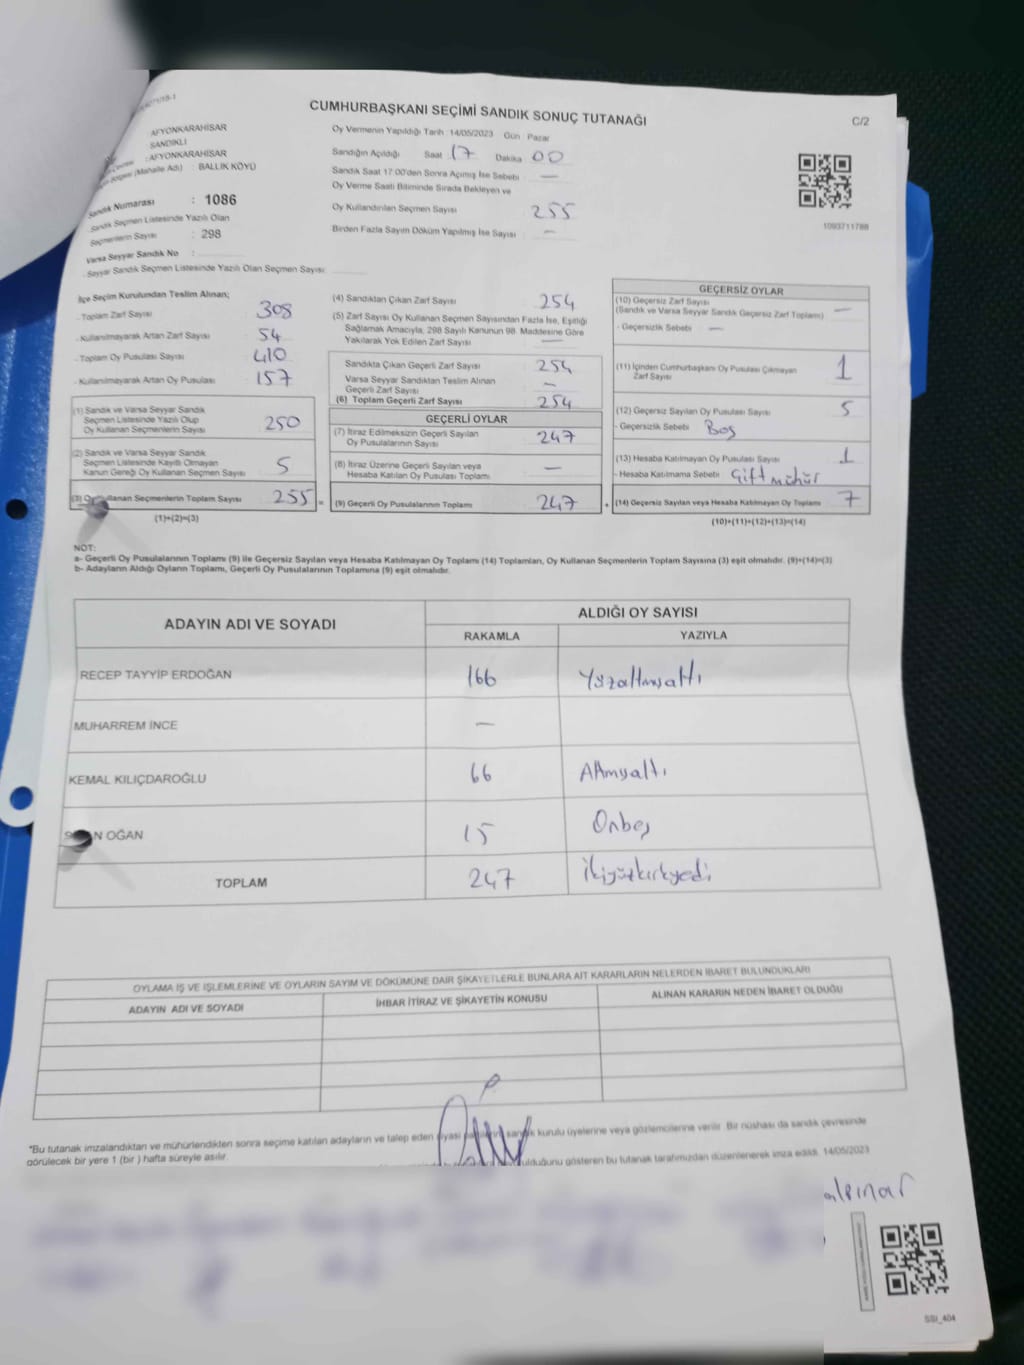 CUMHURBAŞKANI SEÇİMİ SANDIK SONUÇ TUTANAĞI
C/2
: AFYONKARAHİSAR
SANDIKLI
: AFYONKARAHİSAR
(Mahalle Adı) : BALLIK KÖYÜ
Sandık Numarası : 1086
Sandık Seçmen Listesinde Yazılı Olan
Seçmenlerin Sayısı : 298
Varsa Seyyar Sandık No :
- Seyyar Sandık Seçmen Listesinde Yazılı Olan Seçmen Sayısı:
Oy Vermenin Yapıldığı Tarih : 14/05/2023 Gün : Pazar
Sandığın Açıldığı Saat 17 Dakika 00
Sandık Saat 17.00'den Sonra Açımış İse Sebebi : —
Oy Verme Saati Bitiminde Sırada Bekleyen ve
Oy Kullandırılan Seçmen Sayısı : 255
Birden Fazla Sayım Döküm Yapılmış İse Sayısı : —
1093711788
İlçe Seçim Kurulundan Teslim Alınan;
- Toplam Zarf Sayısı 308
- Kullanılmayarak Artan Zarf Sayısı 54
- Toplam Oy Pusulası Sayısı 410
- Kullanılmayarak Artan Oy Pusulası 157
(1) Sandık ve Varsa Seyyar Sandık
Seçmen Listesinde Yazılı Olup
Oy Kullanan Seçmenlerin Sayısı 250
(2) Sandık ve Varsa Seyyar Sandık
Seçmen Listesinde Kayıtlı Olmayan
Kanun Gereği Oy Kullanan Seçmen Sayısı 5
(3) Oy Kullanan Seçmenlerin Toplam Sayısı 255 =
(1)+(2)=(3)
(4) Sandıktan Çıkan Zarf Sayısı 254
(5) Zarf Sayısı Oy Kullanan Seçmen Sayısından Fazla İse, Eşitliği
Sağlamak Amacıyla, 298 Sayılı Kanunun 98. Maddesine Göre
Yakılarak Yok Edilen Zarf Sayısı —
Sandıkta Çıkan Geçerli Zarf Sayısı 254
Varsa Seyyar Sandıktan Teslim Alınan
Geçerli Zarf Sayısı —
(6) Toplam Geçerli Zarf Sayısı 254
GEÇERLİ OYLAR
(7) İtiraz Edilmeksizin Geçerli Sayılan
Oy Pusulalarının Sayısı 247
(8) İtiraz Üzerine Geçerli Sayılan veya
Hesaba Katılan Oy Pusulaları Toplamı —
(9) Geçerli Oy Pusulalarının Toplamı 247 +
GEÇERSİZ OYLAR
(10) Geçersiz Zarf Sayısı
(Sandık ve Varsa Seyyar Sandık Geçersiz Zarf Toplamı) —
- Geçersizlik Sebebi —
(11) İçinden Cumhurbaşkanı Oy Pusulası Çıkmayan
Zarf Sayısı 1
(12) Geçersiz Sayılan Oy Pusulası Sayısı 5
- Geçersizlik Sebebi Boş
(13) Hesaba Katılmayan Oy Pusulası Sayısı 1
- Hesaba Katılmama Sebebi Çift mühür
(14) Geçersiz Sayılan veya Hesaba Katılmayan Oy Toplamı 7
(10)+(11)+(12)+(13)=(14)
NOT:
a- Geçerli Oy Pusulalarının Toplamı (9) ile Geçersiz Sayılan veya Hesaba Katılmayan Oy Toplamı (14) Toplamları, Oy Kullanan Seçmenlerin Toplam Sayısına (3) eşit olmalıdır. (9)+(14)=(3)
b- Adayların Aldığı Oyların Toplamı, Geçerli Oy Pusulalarının Toplamına (9) eşit olmalıdır.
ADAYIN ADI VE SOYADI ALDIĞI OY SAYISI
RAKAMLA YAZIYLA
RECEP TAYYİP ERDOĞAN 166 Yüzaltmışaltı
MUHARREM İNCE —
KEMAL KILIÇDAROĞLU 66 Altmışaltı
OĞAN 15 Onbeş
TOPLAM 247 İkiyüzkırkyedi
OYLAMA İŞ VE İŞLEMLERİNE VE OYLARIN SAYIM VE DÖKÜMÜNE DAİR ŞİKAYETLERLE BUNLARA AİT KARARLARIN NELERDEN İBARET BULUNDUKLARI
ADAYIN ADI VE SOYADI İHBAR İTİRAZ VE ŞİKAYETİN KONUSU ALINAN KARARIN NEDEN İBARET OLDUĞU
*Bu tutanak imzalandıktan ve mühürlendikten sonra seçime katılan adayların ve talep eden siyasi partilerin sandık kurulu üyelerine veya gözlemcilerine verilir. Bir nüshası da sandık çevresinde
görülecek bir yere 1 (bir ) hafta süreyle asılır.
olduğunu gösteren bu tutanak tarafımızdan düzenlenerek imza edildi. 14/05/2023
SSI_404